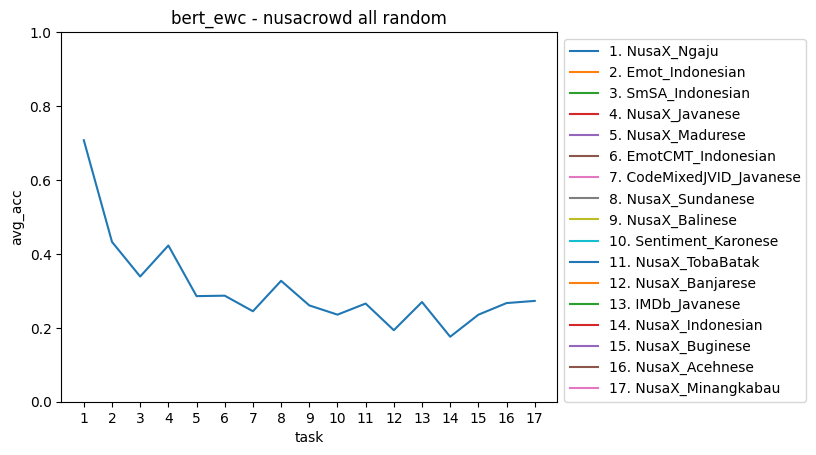 bert_ewc - nusacrowd all random
1.0
0.8
0.6
0.4
0.2
0.0
avg_acc
1 2 3 4 5 6 7 8 9 10 11 12 13 14 15 16 17
task
1. NusaX_Ngaju
2. Emot_Indonesian
3. SmSA_Indonesian
4. NusaX_Javanese
5. NusaX_Madurese
6. EmotCMT_Indonesian
7. CodeMixedJVID_Javanese
8. NusaX_Sundanese
9. NusaX_Balinese
10. Sentiment_Karonese
11. NusaX_TobaBatak
12. NusaX_Banjarese
13. IMDb_Javanese
14. NusaX_Indonesian
15. NusaX_Buginese
16. NusaX_Acehnese
17. NusaX_Minangkabau